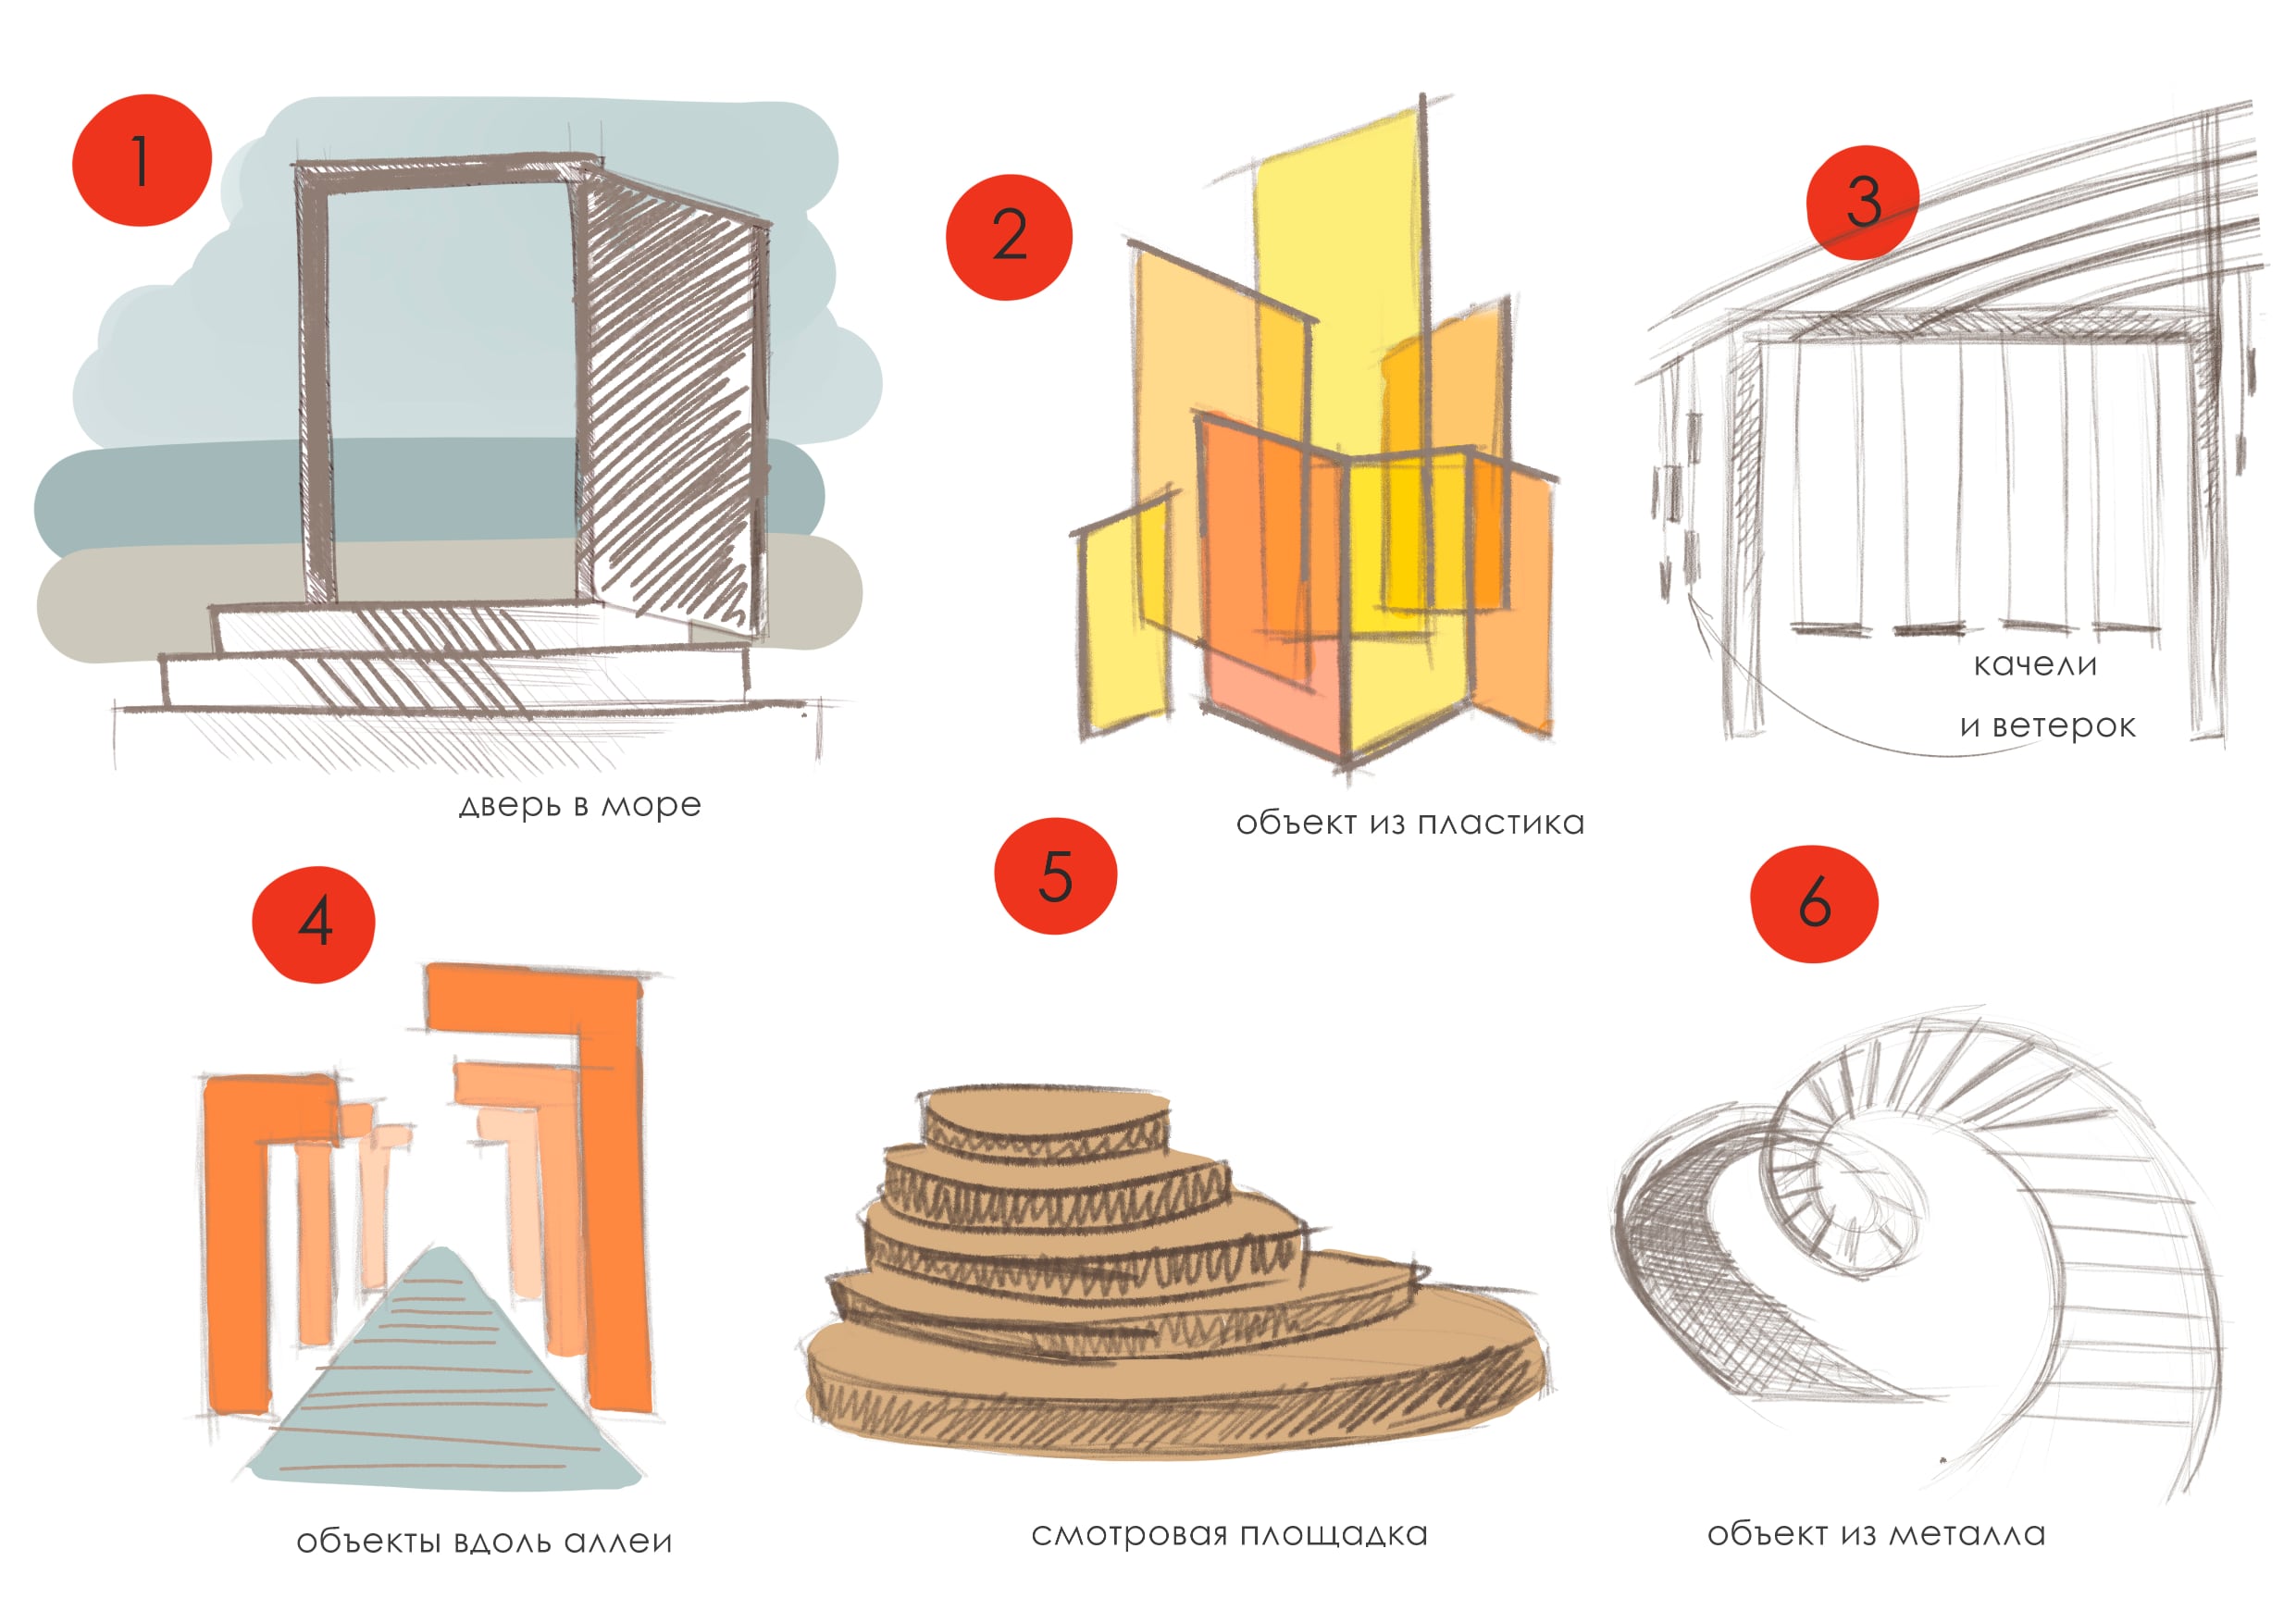 1
2
3
качели
и ветерок
дверь в море
объект из пластика
4
5
6
объекты вдоль аллеи
смотровая площадка
объект из металла